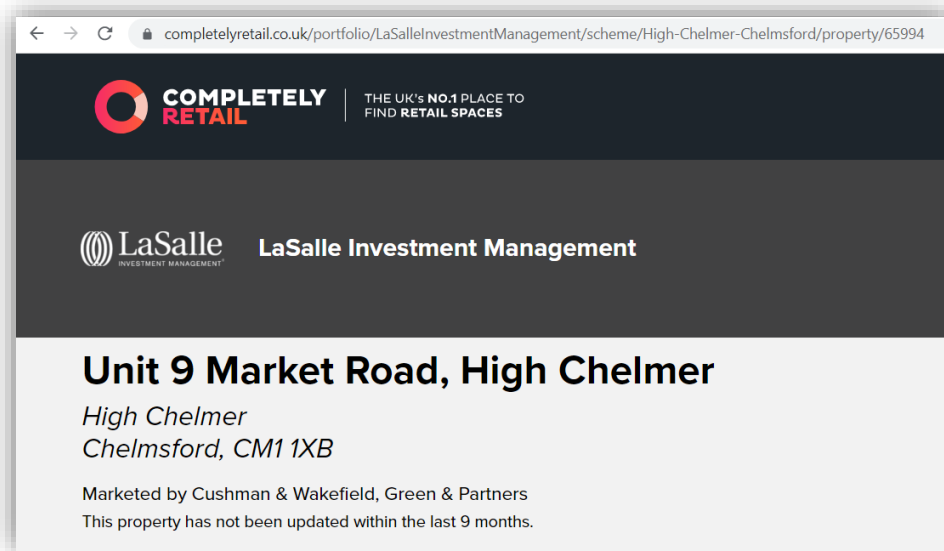 completelyretail.co.uk/portfolio/LaSalleInvestmentManagement/scheme/High-Chelmer-Chelmsford/property/65994
COMPLETELY
RETAIL
THE UK's NO.1 PLACE TO
FIND RETAIL SPACES
LaSalle
INVESTMENT MANAGEMENT
LaSalle Investment Management
Unit 9 Market Road, High Chelmer
High Chelmer
Chelmsford, CM1 1XB
Marketed by Cushman & Wakefield, Green & Partners
This property has not been updated within the last 9 months.